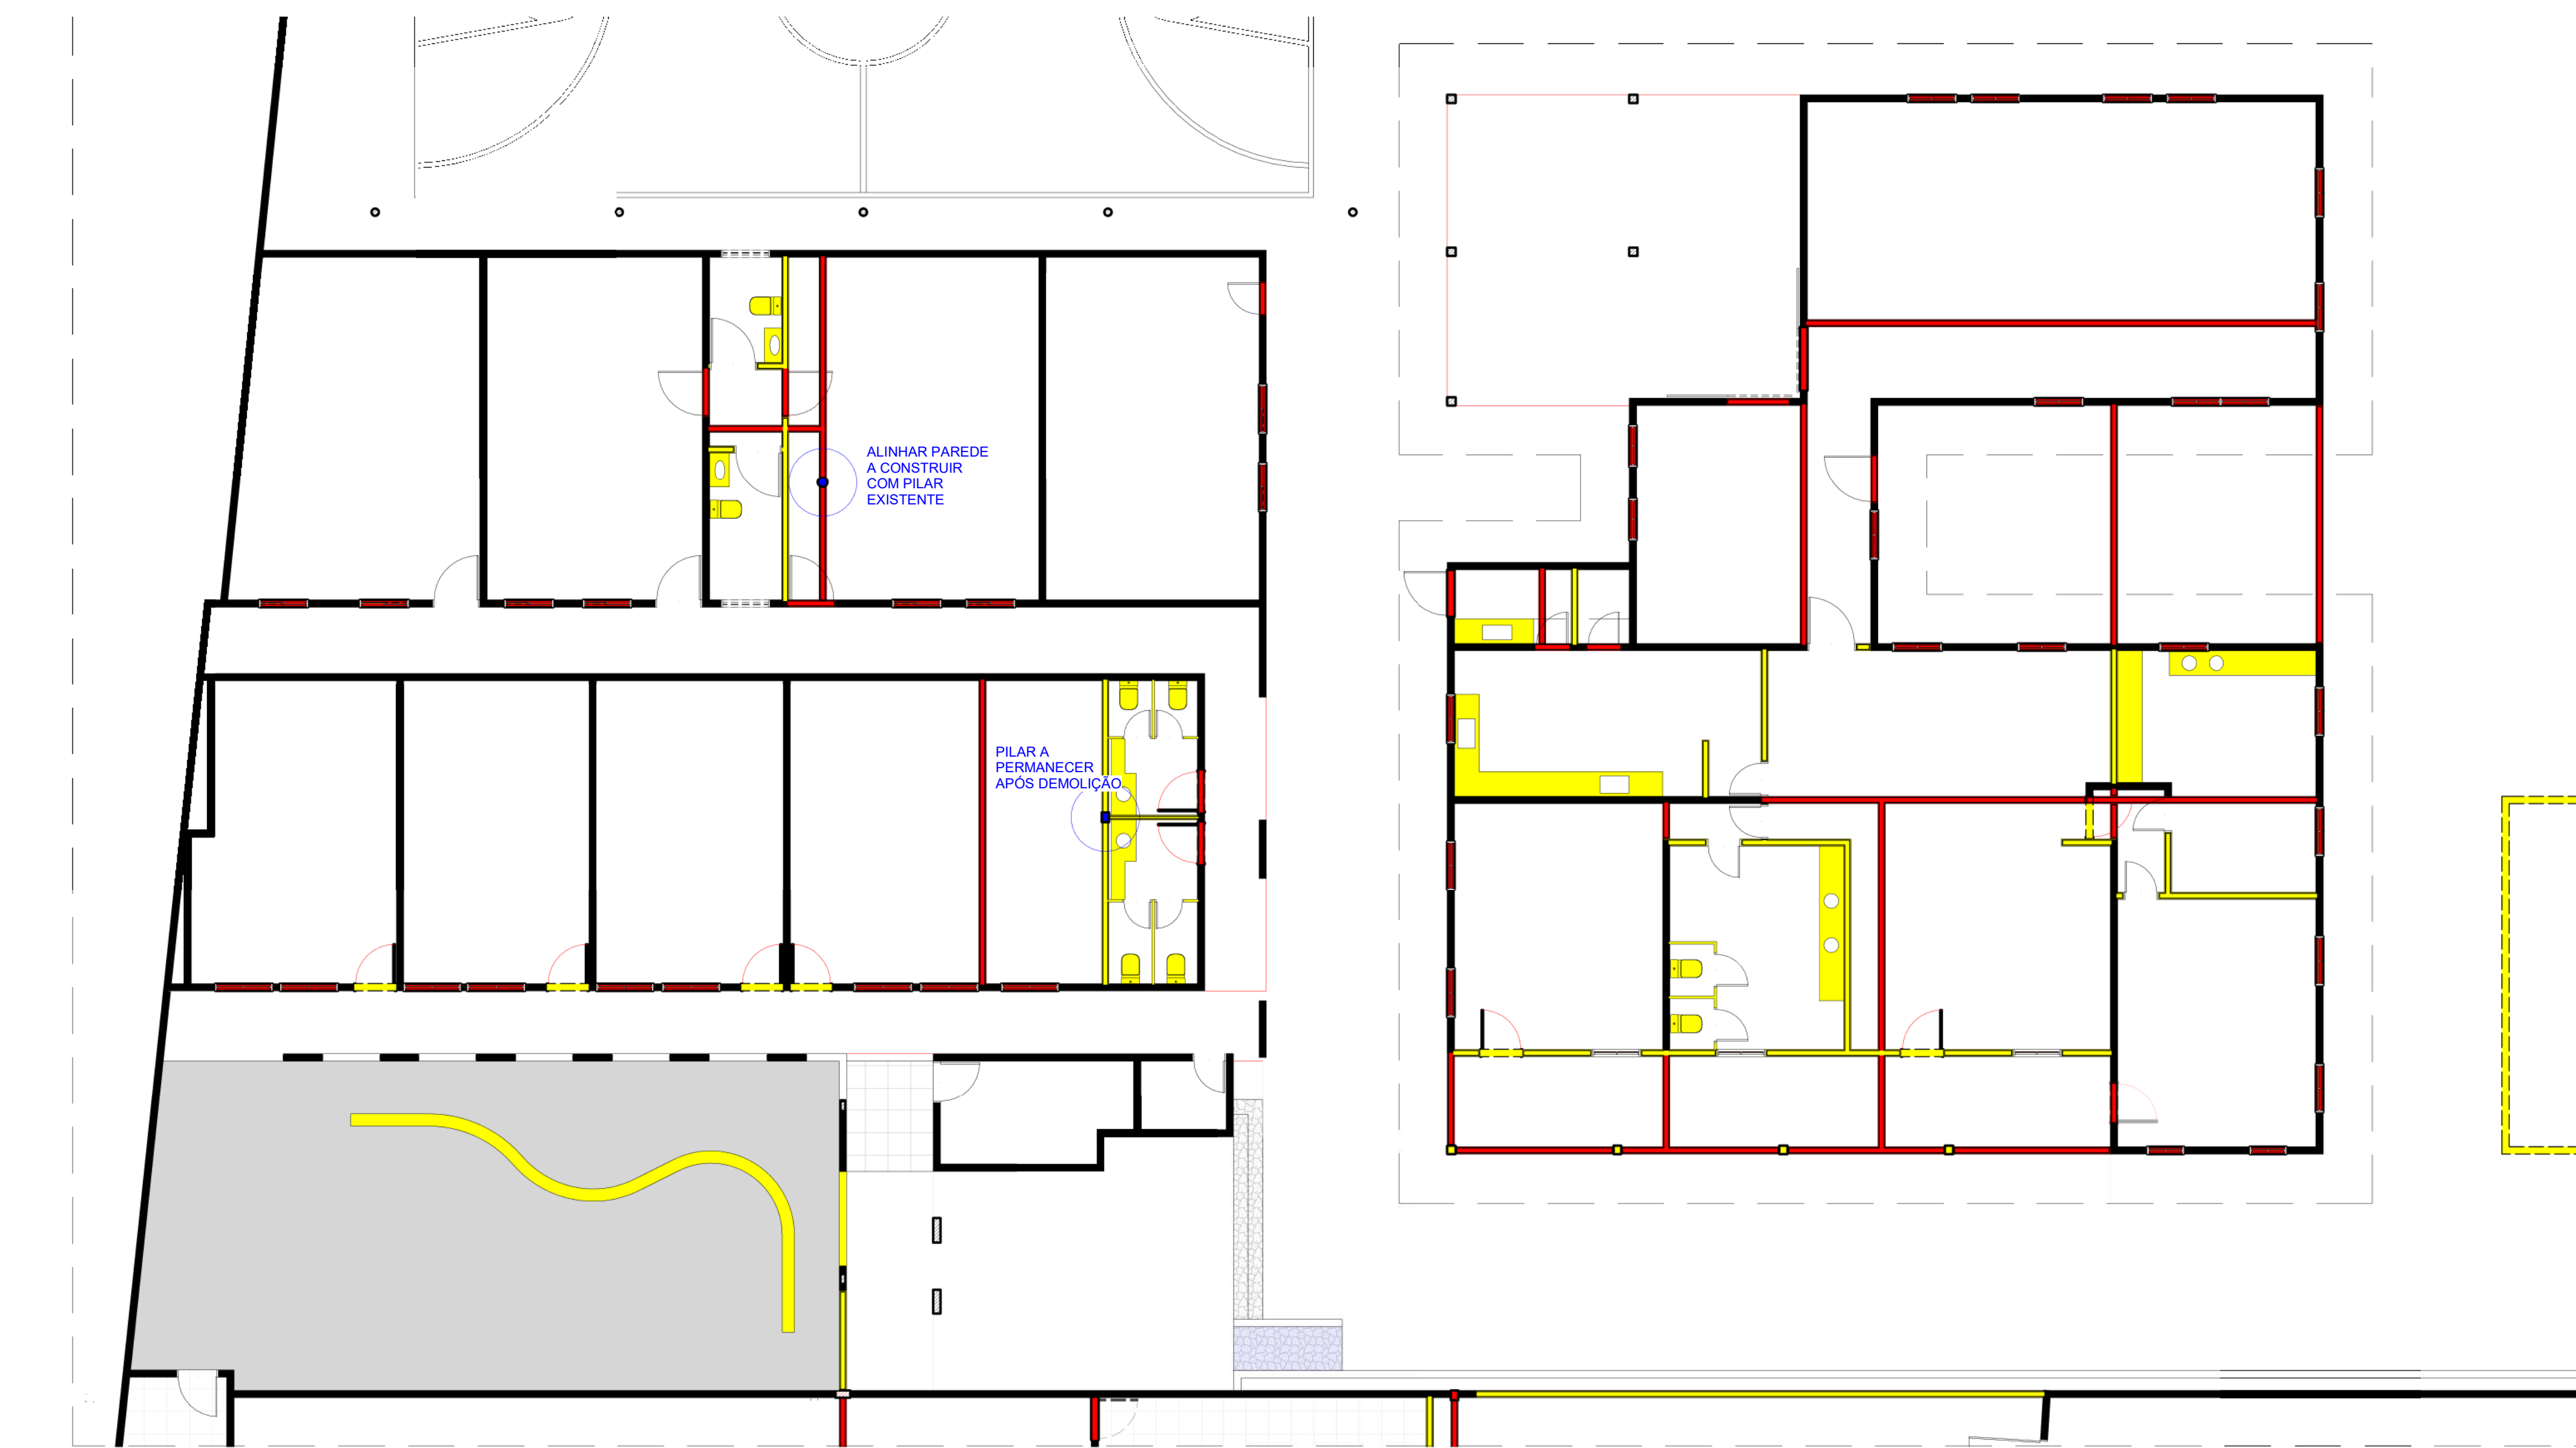 ALINHAR PAREDE
A CONSTRUIR
COM PILAR
EXISTENTE
PILAR A
PERMANECER
APÓS DEMOLIÇÃO